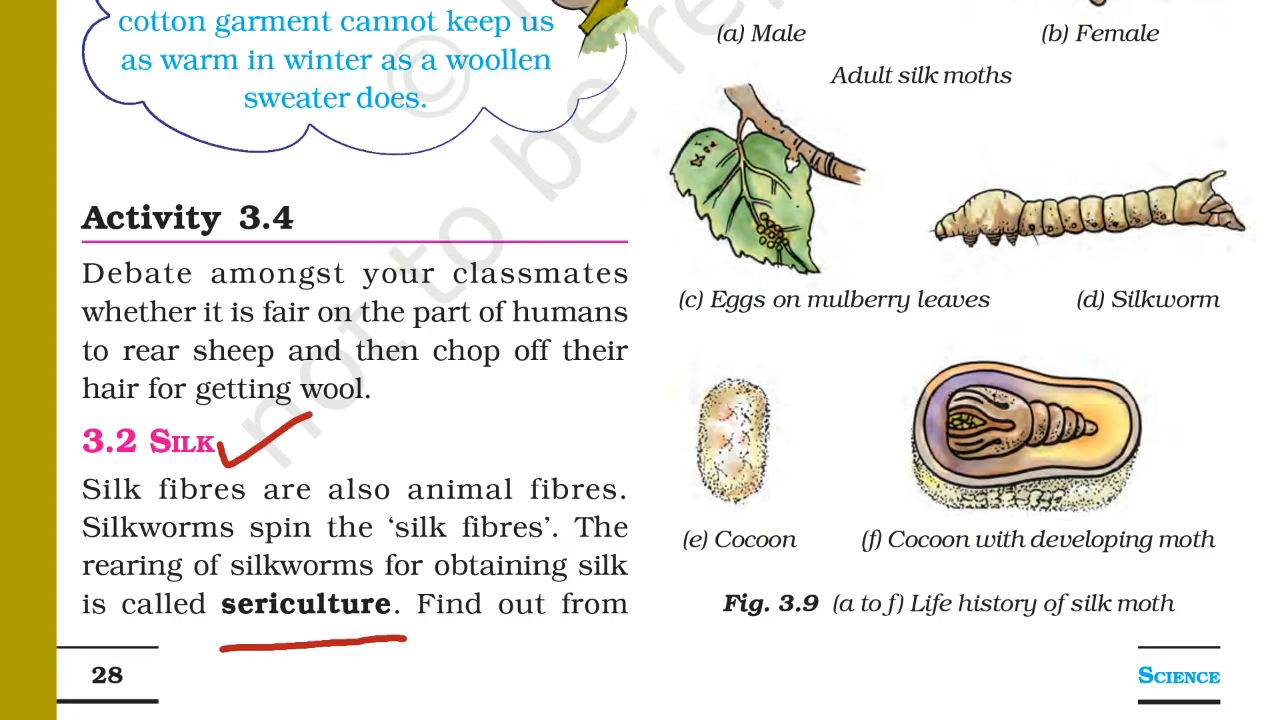 cotton garment cannot keep us
as warm in winter as a woollen
sweater does.
Activity 3.4
Debate amongst your classmates
whether it is fair on the part of humans
to rear sheep and then chop off their
hair for getting wool.
3.2 SILK
Silk fibres are also animal fibres.
Silkworms spin the ‘silk fibres’. The
rearing of silkworms for obtaining silk
is called sericulture. Find out from
28
(a) Male
(b) Female
Adult silk moths
(c) Eggs on mulberry leaves
(d) Silkworm
(e) Cocoon
(f) Cocoon with developing moth
Fig. 3.9 (a to f) Life history of silk moth
SCIENCE
©
not to be re